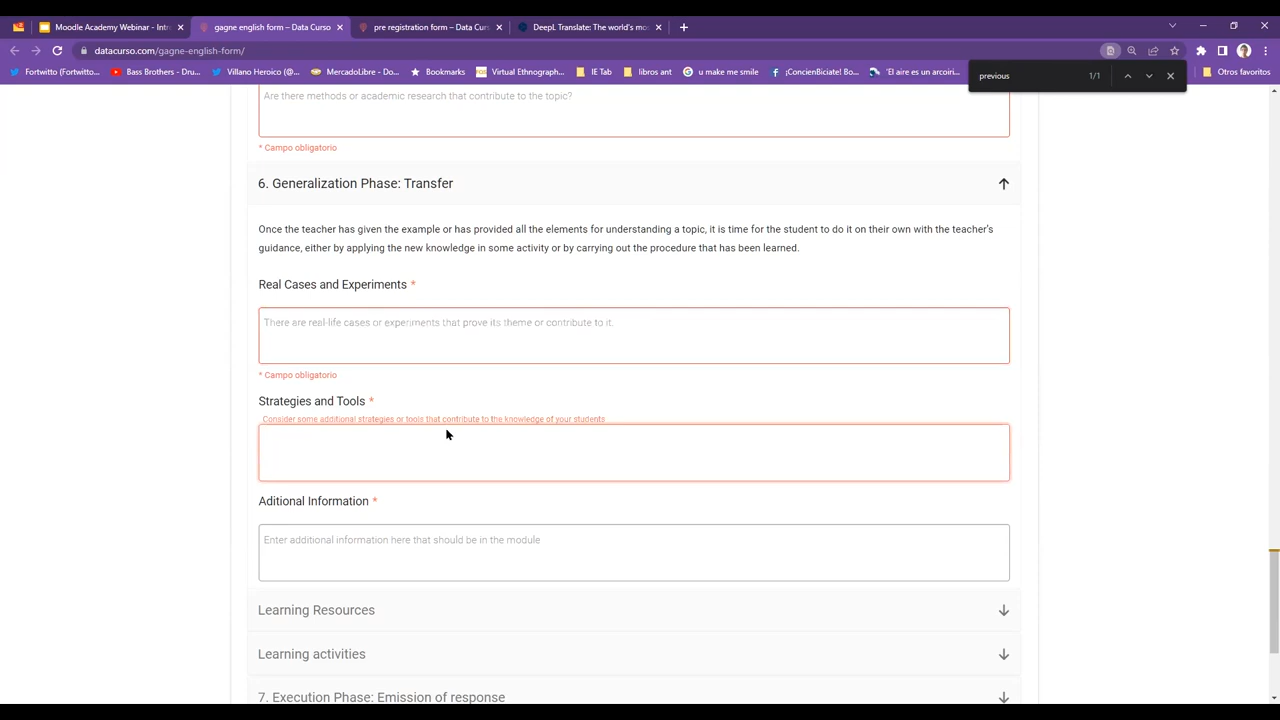 Moodle Academy Webinar - Intr
gagne english form – Data Curso
pre registration form – Data Cur
DeepL Translate: The world's mo
datacurso.com/gagne-english-form/
Fortwitto (Fortwitto...
Bass Brothers - Dru...
Villano Heroico (@...
MercadoLibre - Do...
Bookmarks
Virtual Ethnograph...
IE Tab
libros ant
u make me smile
¡ConcienBiciate! Bo...
'El aire es un arcoiri...
Otros favoritos
previous
1/1
Are there methods or academic research that contribute to the topic?
* Campo obligatorio
6. Generalization Phase: Transfer
Once the teacher has given the example or has provided all the elements for understanding a topic, it is time for the student to do it on their own with the teacher's
guidance, either by applying the new knowledge in some activity or by carrying out the procedure that has been learned.
Real Cases and Experiments *
There are real-life cases or experiments that prove its theme or contribute to it.
* Campo obligatorio
Strategies and Tools *
Consider some additional strategies or tools that contribute to the knowledge of your students
Aditional Information *
Enter additional information here that should be in the module
Learning Resources
Learning activities
7. Execution Phase: Emission of response